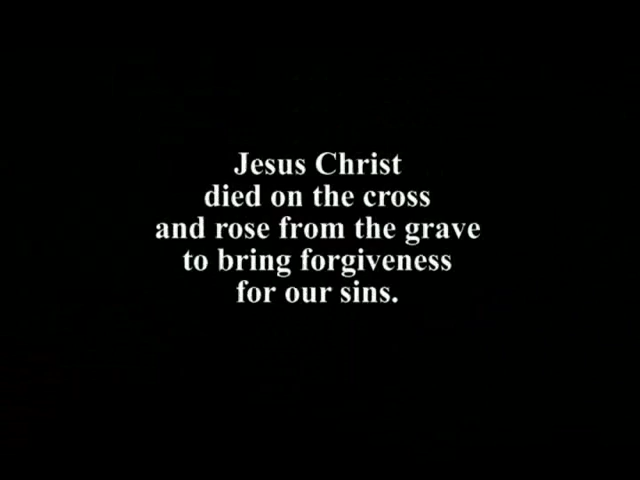 Jesus Christ
died on the cross
and rose from the grave
to bring forgiveness
for our sins.